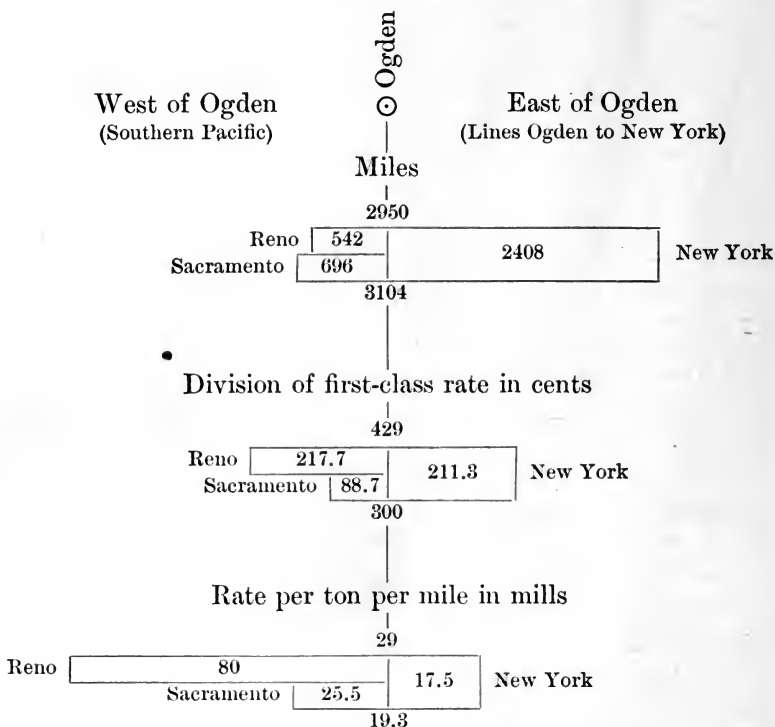 Ogden
West of Ogden East of Ogden
(Southern Pacific) (Lines Ogden to New York)
Miles
2950
Reno 542 2408 New York
Sacramento 696
3104
Division of first-class rate in cents
429
Reno 217.7 211.3 New York
Sacramento 88.7
300
Rate per ton per mile in mills
29
Reno 80 17.5 New York
Sacramento 25.5
19.3